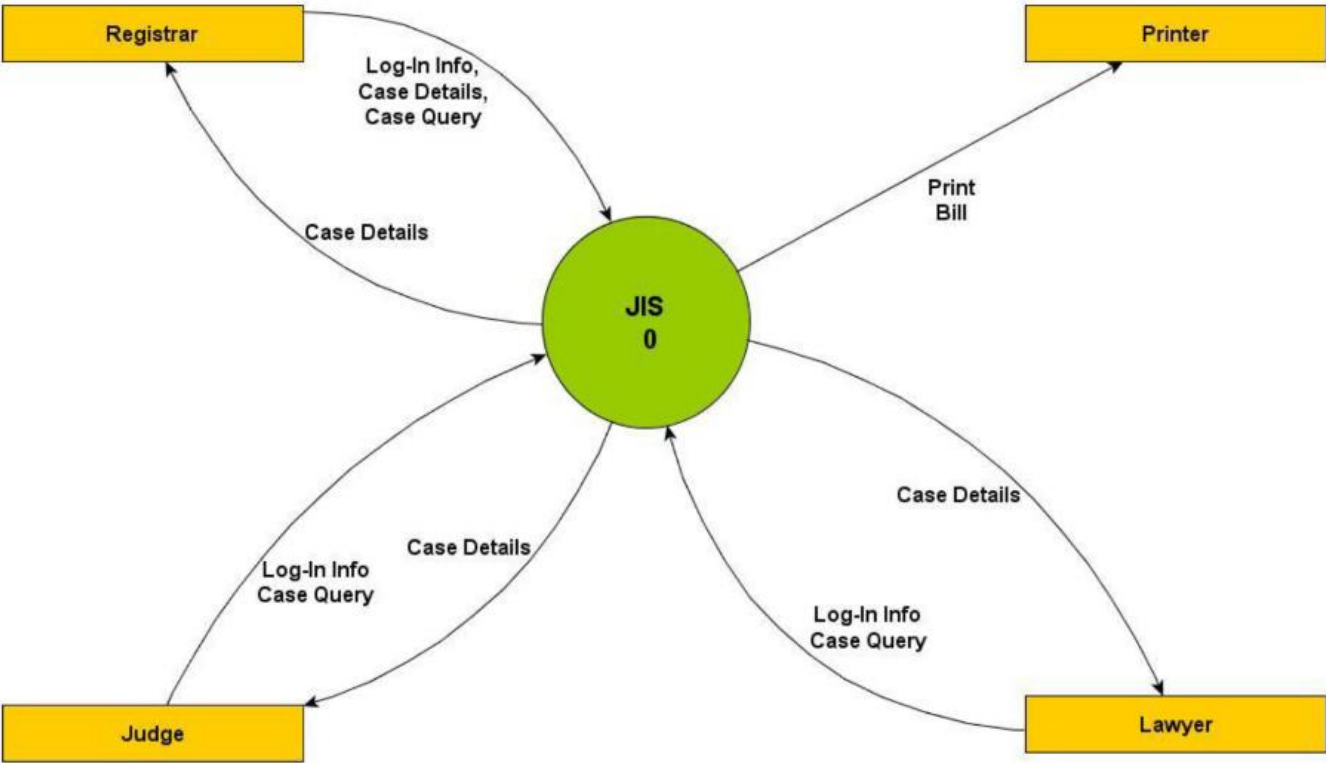 Registrar
Printer
Log-In Info,
Case Details,
Case Query
Print
Bill
Case Details
JIS
0
Case Details
Case Details
Log-In Info
Case Query
Log-In Info
Case Query
Judge
Lawyer